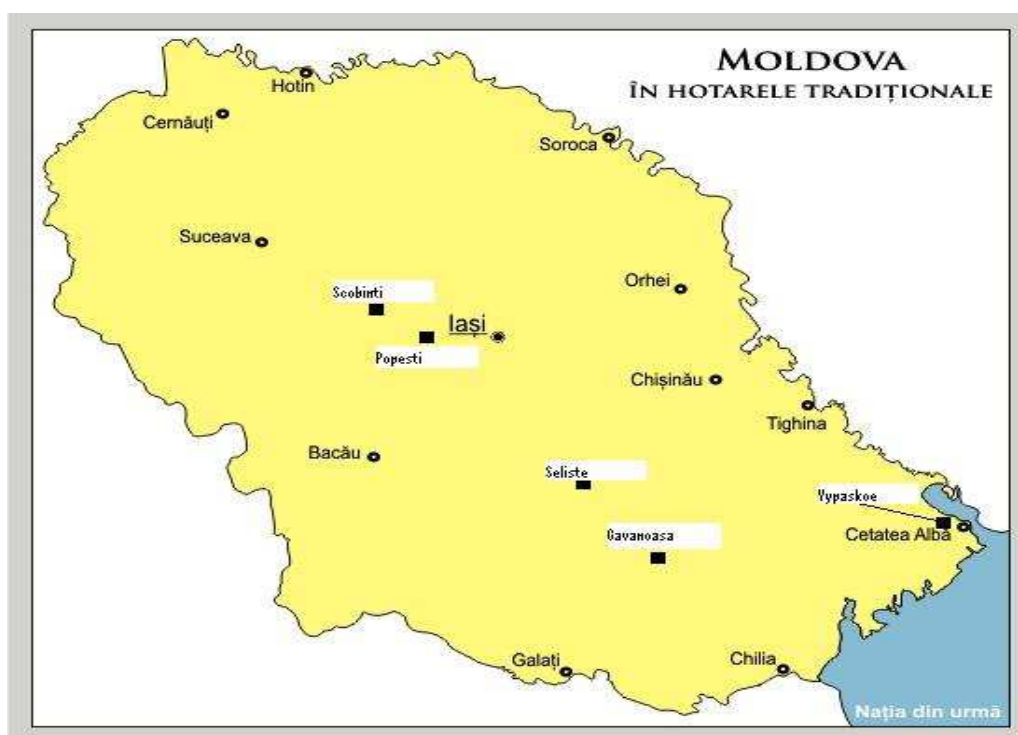 MOLDOVA
ÎN HOTARELE TRADIȚIONALE
Hotin
Cernăuți
Soroca
Suceava
Orhei
Scobinti
Iași
Popesti
Chișinău
Tighina
Bacău
Seliste
Vypaskoe
Cetatea Albă
Gavanoasa
Galați
Chilia
Nația din urmă